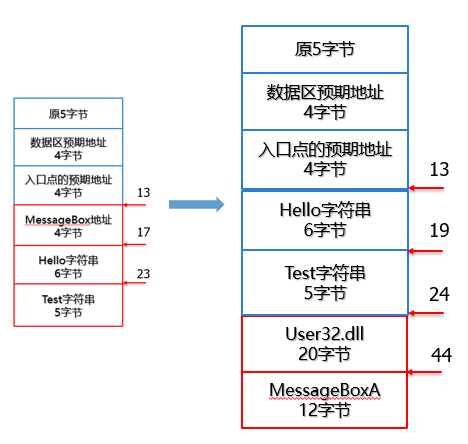 原5字节
数据区预期地址
4字节
入口点的预期地址
4字节
13
MessageBox地址
4字节
17
Hello字符串
6字节
23
Test字符串
5字节
原5字节
数据区预期地址
4字节
入口点的预期地址
4字节
13
Hello字符串
6字节
19
Test字符串
5字节
24
User32.dll
20字节
44
MessageBoxA
12字节